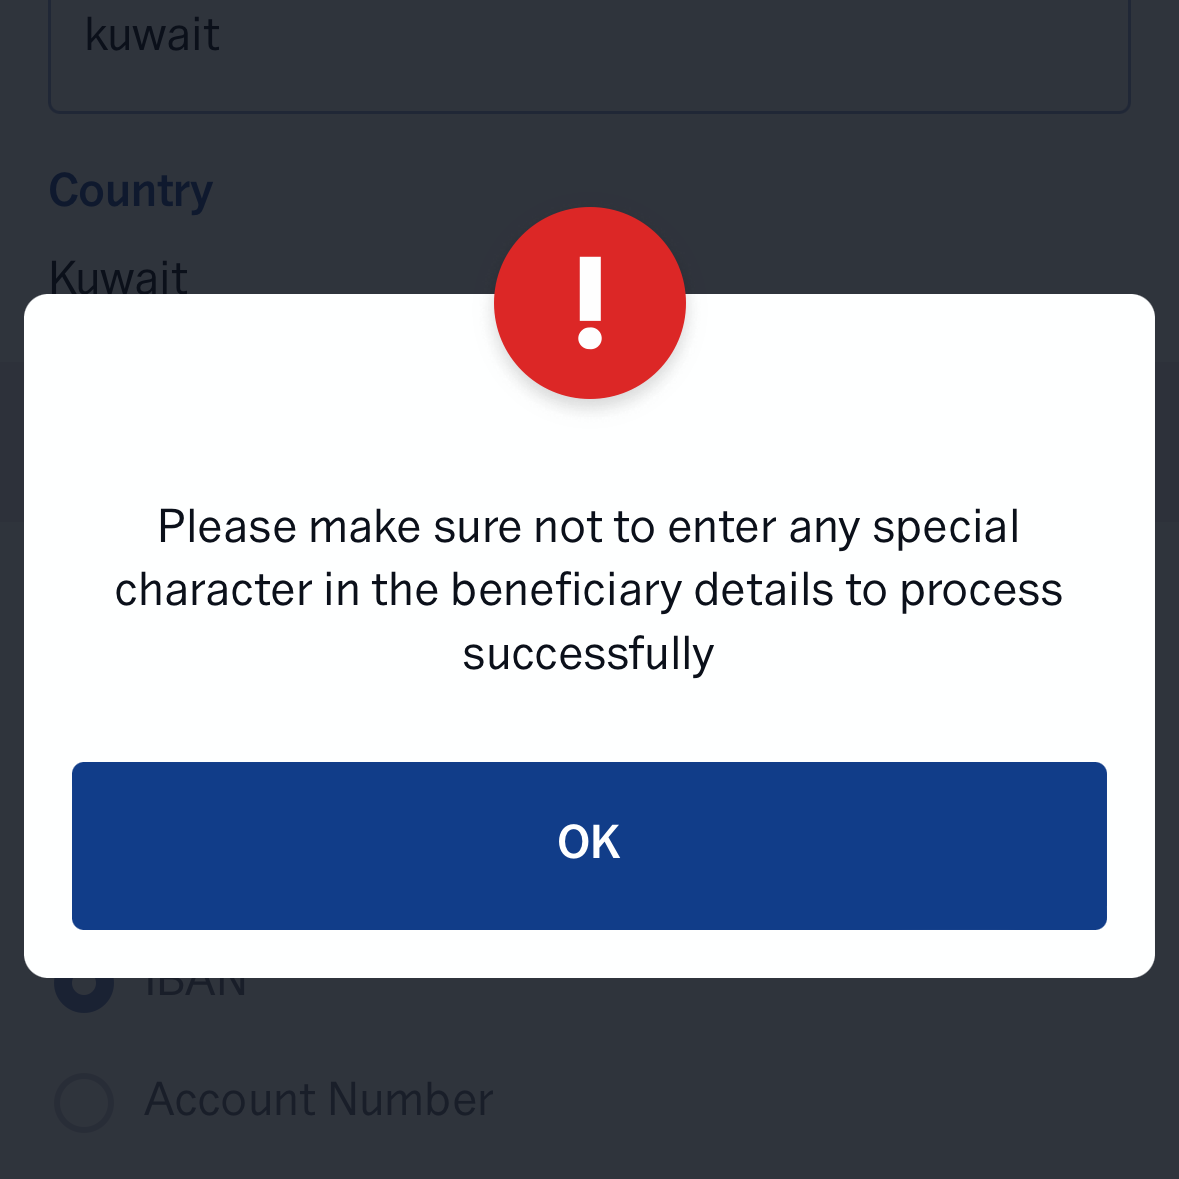 kuwait
Country
Kuwait
!
Please make sure not to enter any special
character in the beneficiary details to process
successfully
OK
IBAN
Account Number